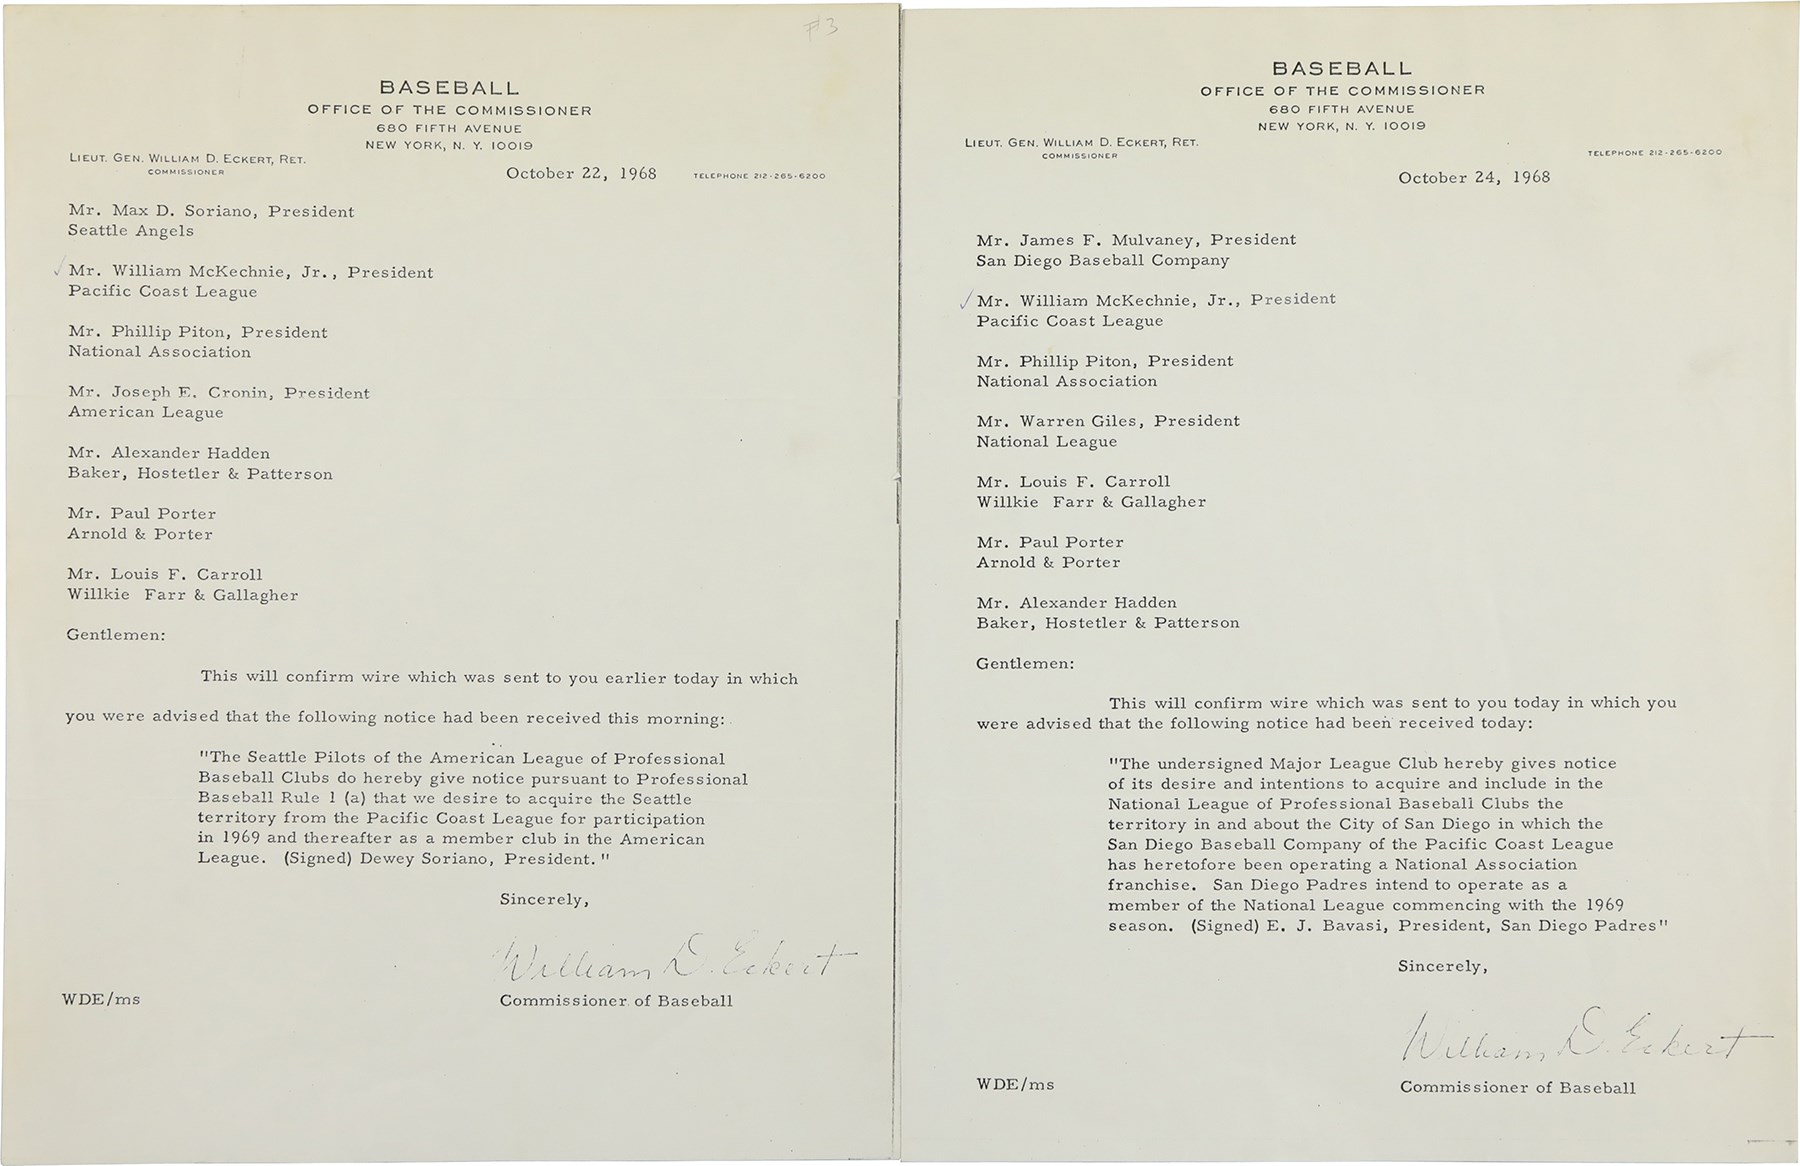 #3
BASEBALL
OFFICE OF THE COMMISSIONER
680 FIFTH AVENUE
NEW YORK, N. Y. 10019
LIEUT. GEN. WILLIAM D. ECKERT, RET.
COMMISSIONER
October 22, 1968
TELEPHONE 212-265-6200
Mr. Max D. Soriano, President
Seattle Angels
Mr. William McKechnie, Jr., President
Pacific Coast League
Mr. Phillip Piton, President
National Association
Mr. Joseph E. Cronin, President
American League
Mr. Alexander Hadden
Baker, Hostetler & Patterson
Mr. Paul Porter
Arnold & Porter
Mr. Louis F. Carroll
Willkie Farr & Gallagher
Gentlemen:
This will confirm wire which was sent to you earlier today in which
you were advised that the following notice had been received this morning:
"The Seattle Pilots of the American League of Professional
Baseball Clubs do hereby give notice pursuant to Professional
Baseball Rule 1 (a) that we desire to acquire the Seattle
territory from the Pacific Coast League for participation
in 1969 and thereafter as a member club in the American
League. (Signed) Dewey Soriano, President."
Sincerely,
William D. Eckert
WDE/ms
Commissioner of Baseball
BASEBALL
OFFICE OF THE COMMISSIONER
680 FIFTH AVENUE
NEW YORK, N. Y. 10019
LIEUT. GEN. WILLIAM D. ECKERT, RET.
COMMISSIONER
TELEPHONE 212-265-6200
October 24, 1968
Mr. James F. Mulvaney, President
San Diego Baseball Company
Mr. William McKechnie, Jr., President
Pacific Coast League
Mr. Phillip Piton, President
National Association
Mr. Warren Giles, President
National League
Mr. Louis F. Carroll
Willkie Farr & Gallagher
Mr. Paul Porter
Arnold & Porter
Mr. Alexander Hadden
Baker, Hostetler & Patterson
Gentlemen:
This will confirm wire which was sent to you today in which you
were advised that the following notice had been received today:
"The undersigned Major League Club hereby gives notice
of its desire and intentions to acquire and include in the
National League of Professional Baseball Clubs the
territory in and about the City of San Diego in which the
San Diego Baseball Company of the Pacific Coast League
has heretofore been operating a National Association
franchise. San Diego Padres intend to operate as a
member of the National League commencing with the 1969
season. (Signed) E. J. Bavasi, President, San Diego Padres"
Sincerely,
William D. Eckert
WDE/ms
Commissioner of Baseball